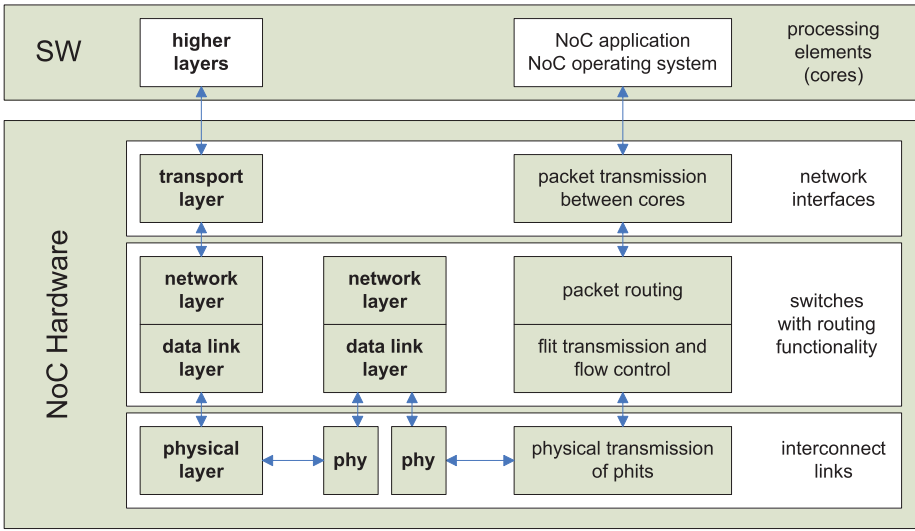 SW
higher
layers
NoC application
NoC operating system
processing
elements
(cores)
NoC Hardware
transport
layer
packet transmission
between cores
network
interfaces
network
layer
network
layer
packet routing
data link
layer
data link
layer
flit transmission and
flow control
switches
with routing
functionality
physical
layer
phy
phy
physical transmission
of phits
interconnect
links